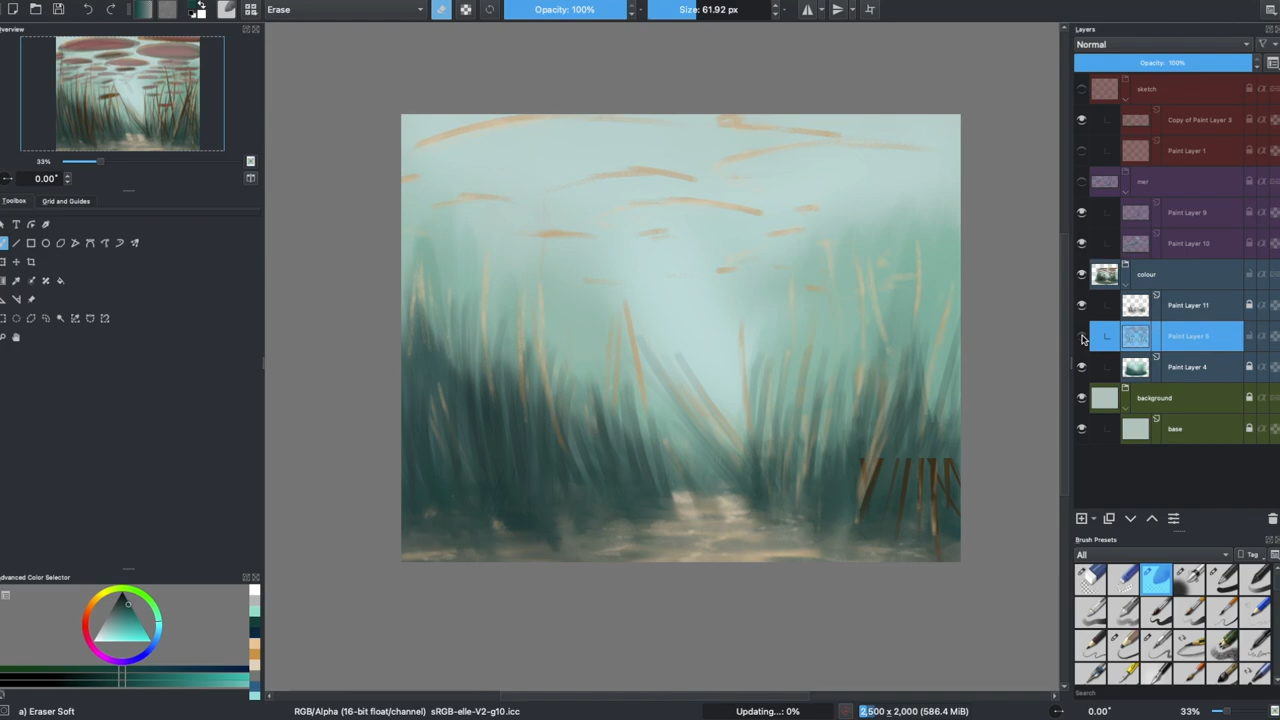 Erase
Opacity: 100%
Size: 61.92 px
Overview
33%
0.00°
Toolbox
Grid and Guides
Advanced Color Selector
Layers
Normal
Opacity: 100%
sketch
Copy of Paint Layer 3
Paint Layer 1
mer
Paint Layer 9
Paint Layer 10
colour
Paint Layer 11
Paint Layer 5
Paint Layer 4
background
base
Brush Presets
All
Tag
Search
a) Eraser Soft
RGB/Alpha (16-bit float/channel) sRGB-elle-V2-g10.icc
Updating...: 0%
2,500 x 2,000 (586.4 MiB)
0.00°
33%